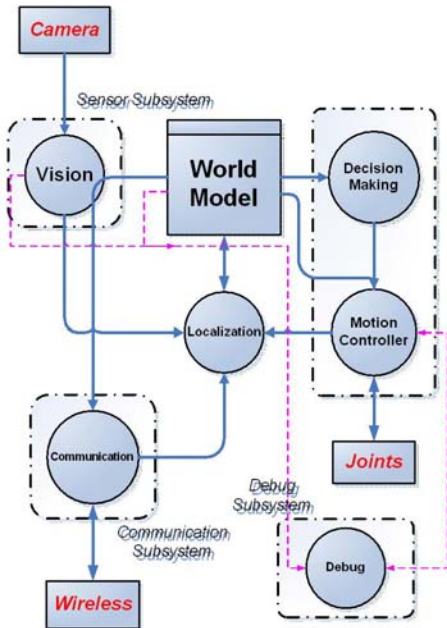 Camera
Sensor Subsystem
Vision
World
Model
Decision
Making
Localization
Motion
Controller
Communication
Joints
Debug
Subsystem
Communication
Subsystem
Debug
Wireless